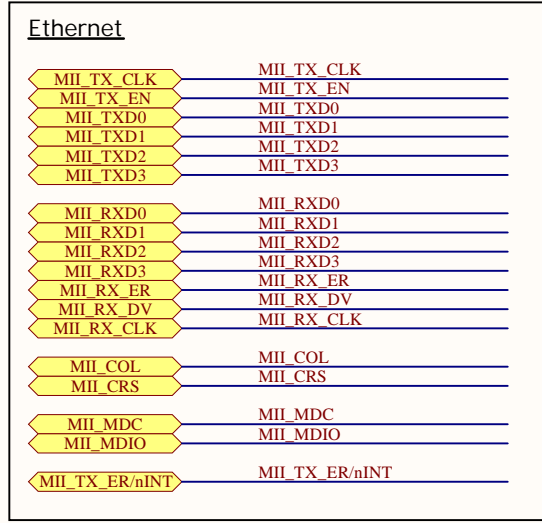 Ethernet
MII_TX_CLK MII_TX_CLK
MII_TX_EN MII_TX_EN
MII_TXD0 MII_TXD0
MII_TXD1 MII_TXD1
MII_TXD2 MII_TXD2
MII_TXD3 MII_TXD3
MII_RXD0 MII_RXD0
MII_RXD1 MII_RXD1
MII_RXD2 MII_RXD2
MII_RXD3 MII_RXD3
MII_RX_ER MII_RX_ER
MII_RX_DV MII_RX_DV
MII_RX_CLK MII_RX_CLK
MII_COL MII_COL
MII_CRS MII_CRS
MII_MDC MII_MDC
MII_MDIO MII_MDIO
MII_TX_ER/nINT MII_TX_ER/nINT